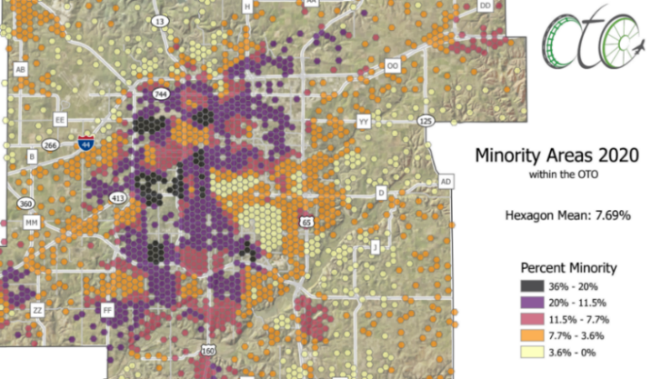 H
AA
DD
13
AB
OO
744
EE
YY
125
266
44
B
AD
413
D
360
MM
65
J
ZZ
FF
160
OTO
Minority Areas 2020
within the OTO
Hexagon Mean: 7.69%
Percent Minority
36% - 20%
20% - 11.5%
11.5% - 7.7%
7.7% - 3.6%
3.6% - 0%